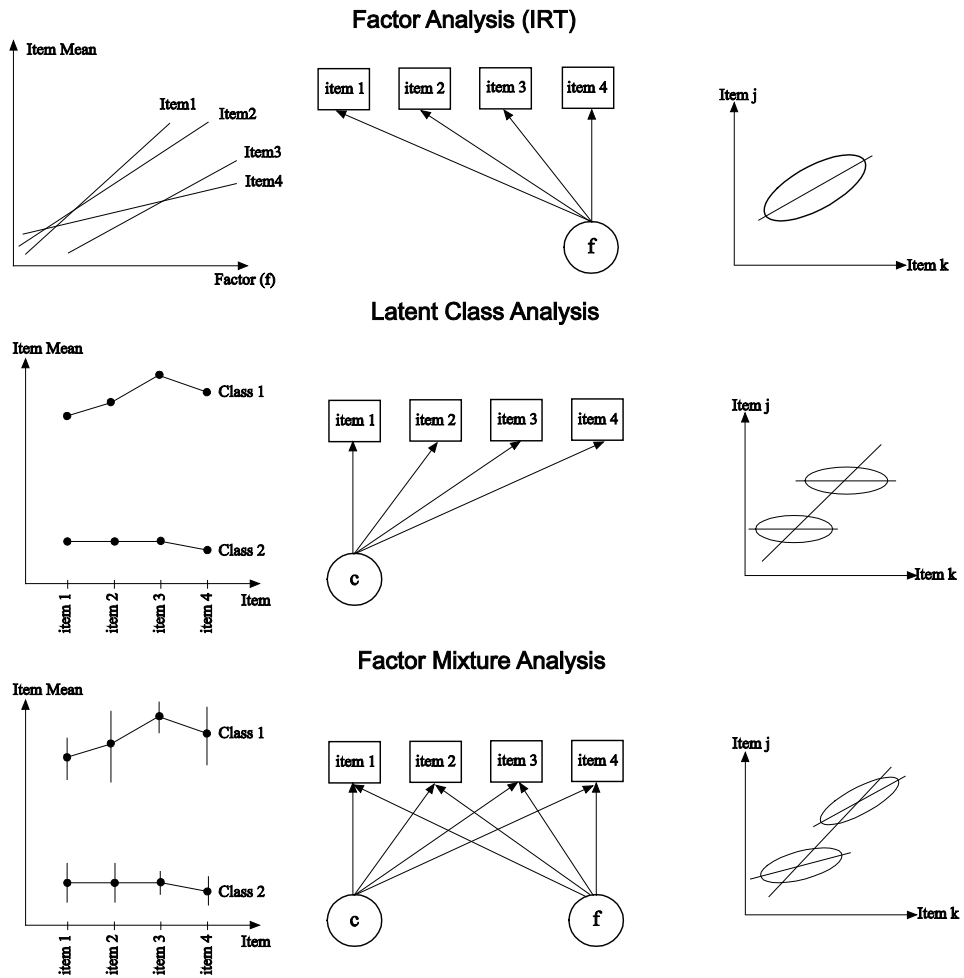 Factor Analysis (IRT)
Item Mean
Item1
Item2
Item3
Item4
Factor (f)
item 1
item 2
item 3
item 4
f
Item j
Item k
Latent Class Analysis
Item Mean
Class 1
Class 2
item 1
item 2
item 3
item 4
Item
item 1
item 2
item 3
item 4
c
Item j
Item k
Factor Mixture Analysis
Item Mean
Class 1
Class 2
item 1
item 2
item 3
item 4
Item
item 1
item 2
item 3
item 4
c
f
Item j
Item k